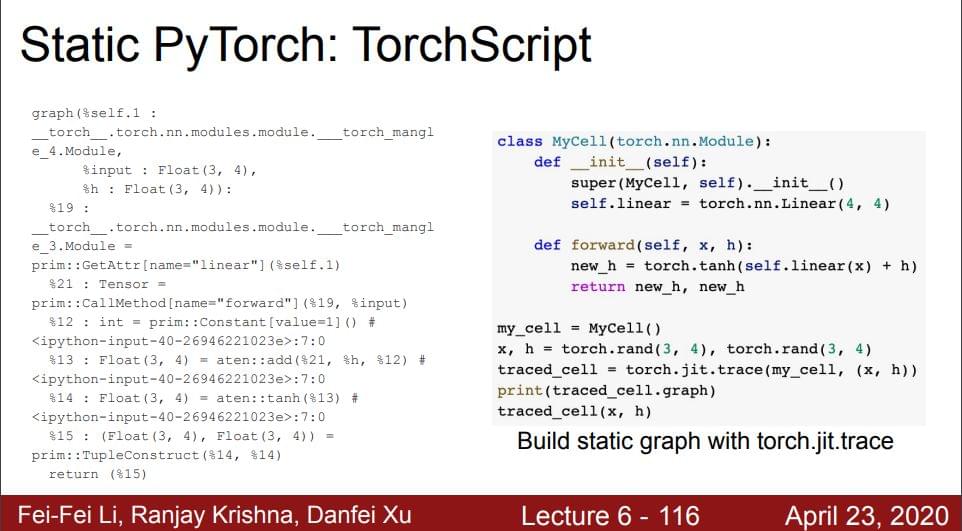 Static PyTorch: TorchScript
graph(%self.1 :
__torch__.torch.nn.modules.module.___torch_mangl
e_4.Module,
      %input : Float(3, 4),
      %h : Float(3, 4)):
  %19 :
__torch__.torch.nn.modules.module.___torch_mangl
e_3.Module =
prim::GetAttr[name="linear"](%self.1)
  %21 : Tensor =
prim::CallMethod[name="forward"](%19, %input)
  %12 : int = prim::Constant[value=1]() #
<ipython-input-40-26946221023e>:7:0
  %13 : Float(3, 4) = aten::add(%21, %h, %12) #
<ipython-input-40-26946221023e>:7:0
  %14 : Float(3, 4) = aten::tanh(%13) #
<ipython-input-40-26946221023e>:7:0
  %15 : (Float(3, 4), Float(3, 4)) =
prim::TupleConstruct(%14, %14)
  return (%15)
class MyCell(torch.nn.Module):
    def __init__(self):
        super(MyCell, self).__init__()
        self.linear = torch.nn.Linear(4, 4)
    def forward(self, x, h):
        new_h = torch.tanh(self.linear(x) + h)
        return new_h, new_h
my_cell = MyCell()
x, h = torch.rand(3, 4), torch.rand(3, 4)
traced_cell = torch.jit.trace(my_cell, (x, h))
print(traced_cell.graph)
traced_cell(x, h)
Build static graph with torch.jit.trace
Fei-Fei Li, Ranjay Krishna, Danfei Xu
Lecture 6 - 116
April 23, 2020